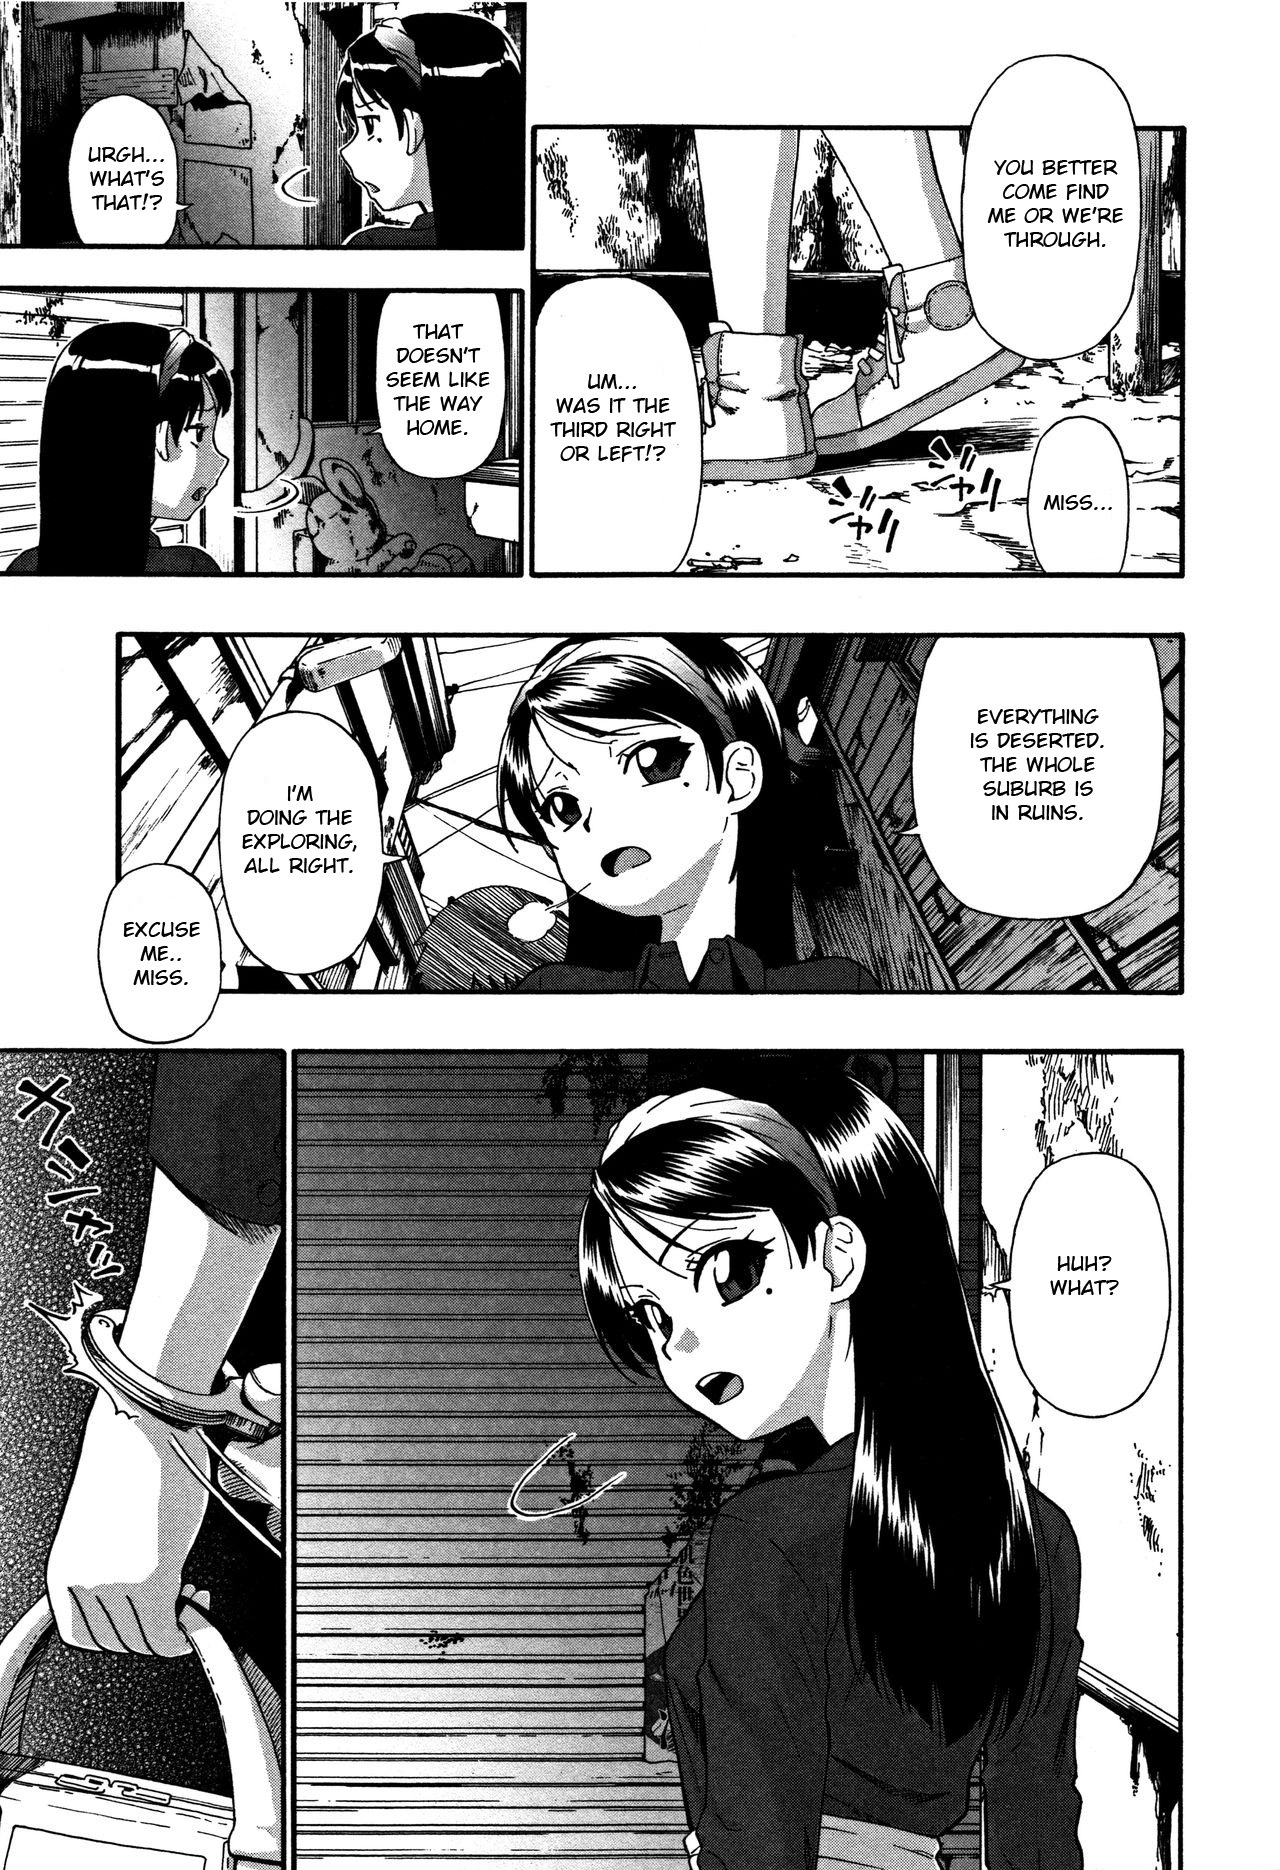 YOU BETTER
COME FIND
ME OR WE'RE
THROUGH.
UM...
WAS IT THE
THIRD RIGHT
OR LEFT!?
MISS...
ジャリ
ジャリ
URGH...
WHAT'S
THAT!?
THAT
DOESN'T
SEEM LIKE
THE WAY
HOME.
EVERYTHING
IS DESERTED.
THE WHOLE
SUBURB IS
IN RUINS.
I'M
DOING THE
EXPLORING,
ALL RIGHT.
EXCUSE
ME..
MISS.
HUH?
WHAT?
ガシャッ